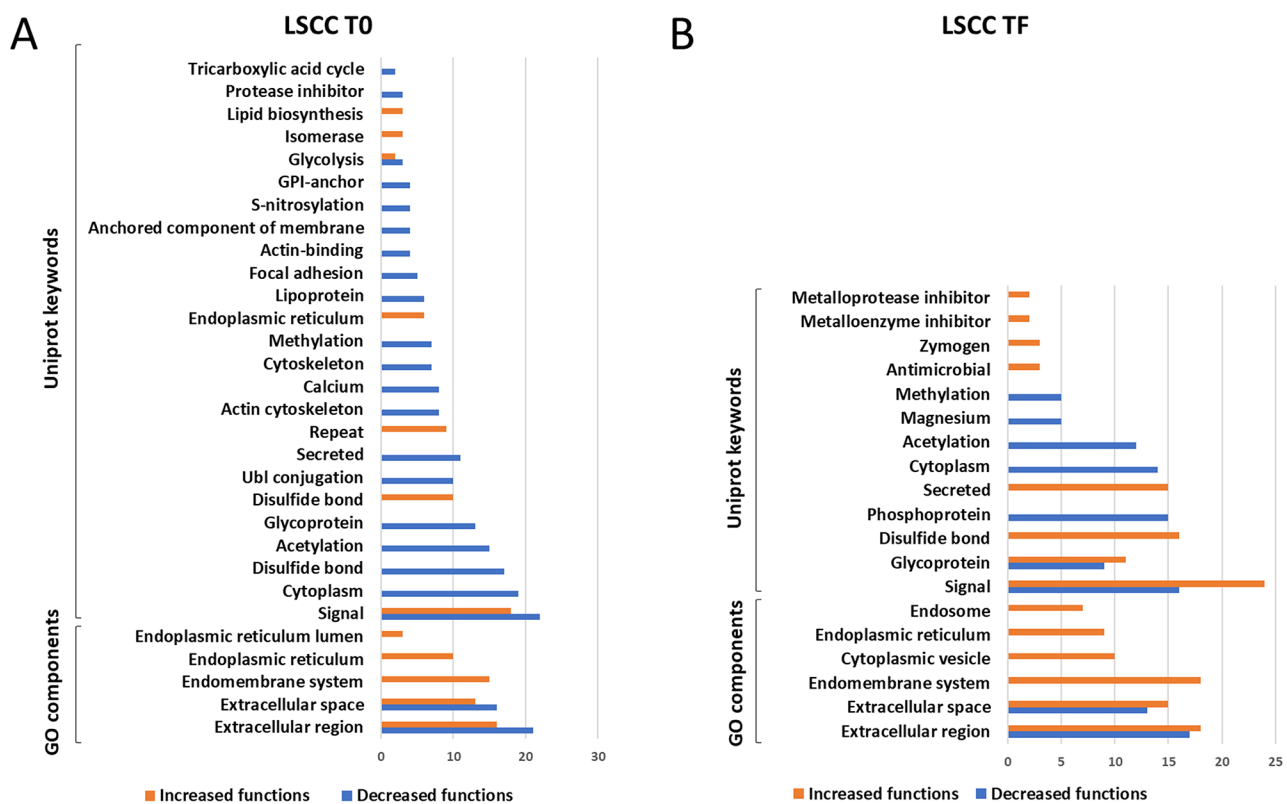 A
LSCC T0
Uniprot keywords
Tricarboxylic acid cycle
Protease inhibitor
Lipid biosynthesis
Isomerase
Glycolysis
GPI-anchor
S-nitrosylation
Anchored component of membrane
Actin-binding
Focal adhesion
Lipoprotein
Endoplasmic reticulum
Methylation
Cytoskeleton
Calcium
Actin cytoskeleton
Repeat
Secreted
Ubl conjugation
Disulfide bond
Glycoprotein
Acetylation
Disulfide bond
Cytoplasm
Signal
GO components
Endoplasmic reticulum lumen
Endoplasmic reticulum
Endomembrane system
Extracellular space
Extracellular region
0 10 20 30
Increased functions Decreased functions
B
LSCC TF
Uniprot keywords
Metalloprotease inhibitor
Metalloenzyme inhibitor
Zymogen
Antimicrobial
Methylation
Magnesium
Acetylation
Cytoplasm
Secreted
Phosphoprotein
Disulfide bond
Glycoprotein
Signal
GO components
Endosome
Endoplasmic reticulum
Cytoplasmic vesicle
Endomembrane system
Extracellular space
Extracellular region
0 5 10 15 20 25
Increased functions Decreased functions